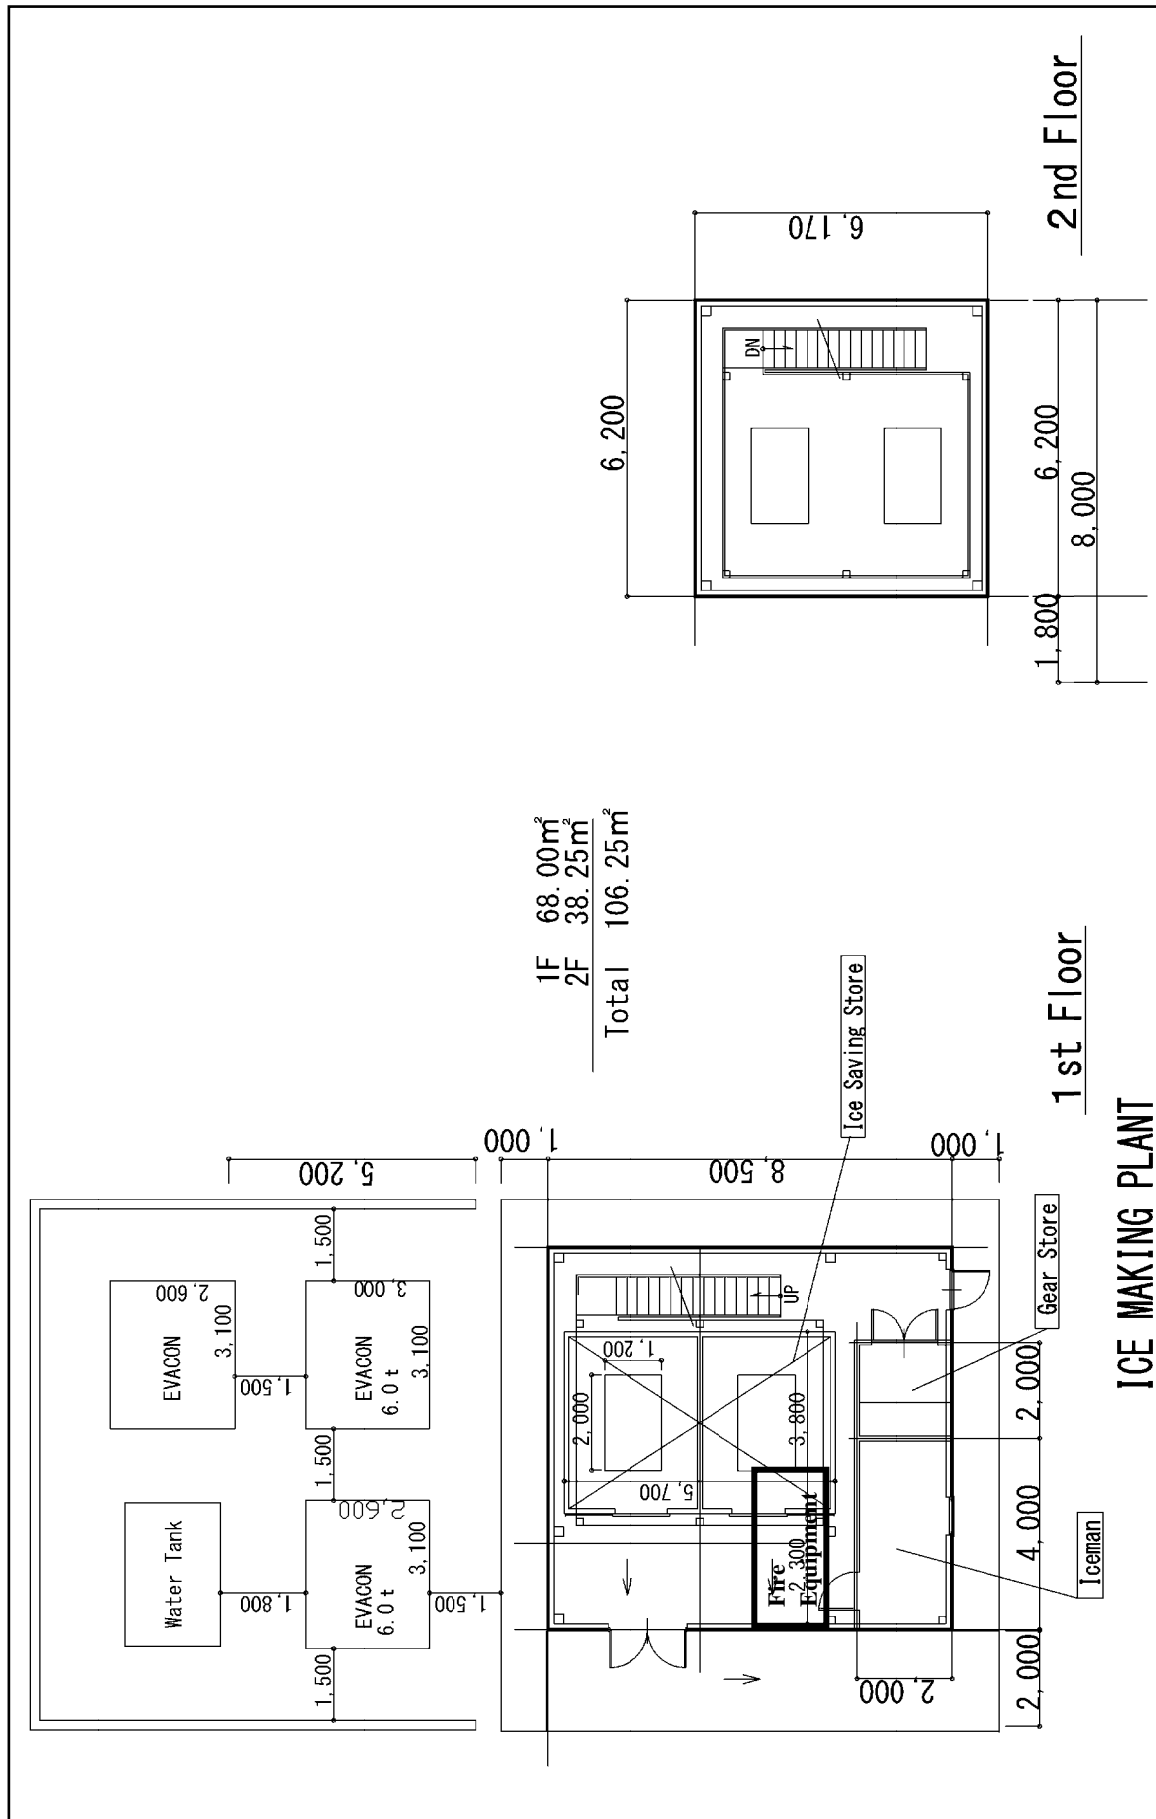 EVACON
2,600
3,100
1,500
1,500
5,200
EVACON
6.0t
3,000
3,100
1,500
Water Tank
1,800
EVACON
6.0t
2,600
3,100
1,500
1,500
1F 68.00m²
2F 38.25m²
Total 106.25m²
1,000
8,500
1,000
UP
1,200
2,000
3,800
5,700
2,300
Fire
Equipment
2,000
2,000
4,000
2,000
Ice Saving Store
Gear Store
Iceman
1st Floor
6,200
6,170
DN
6,200
1,800
8.000
2nd Floor
ICE MAKING PLANT